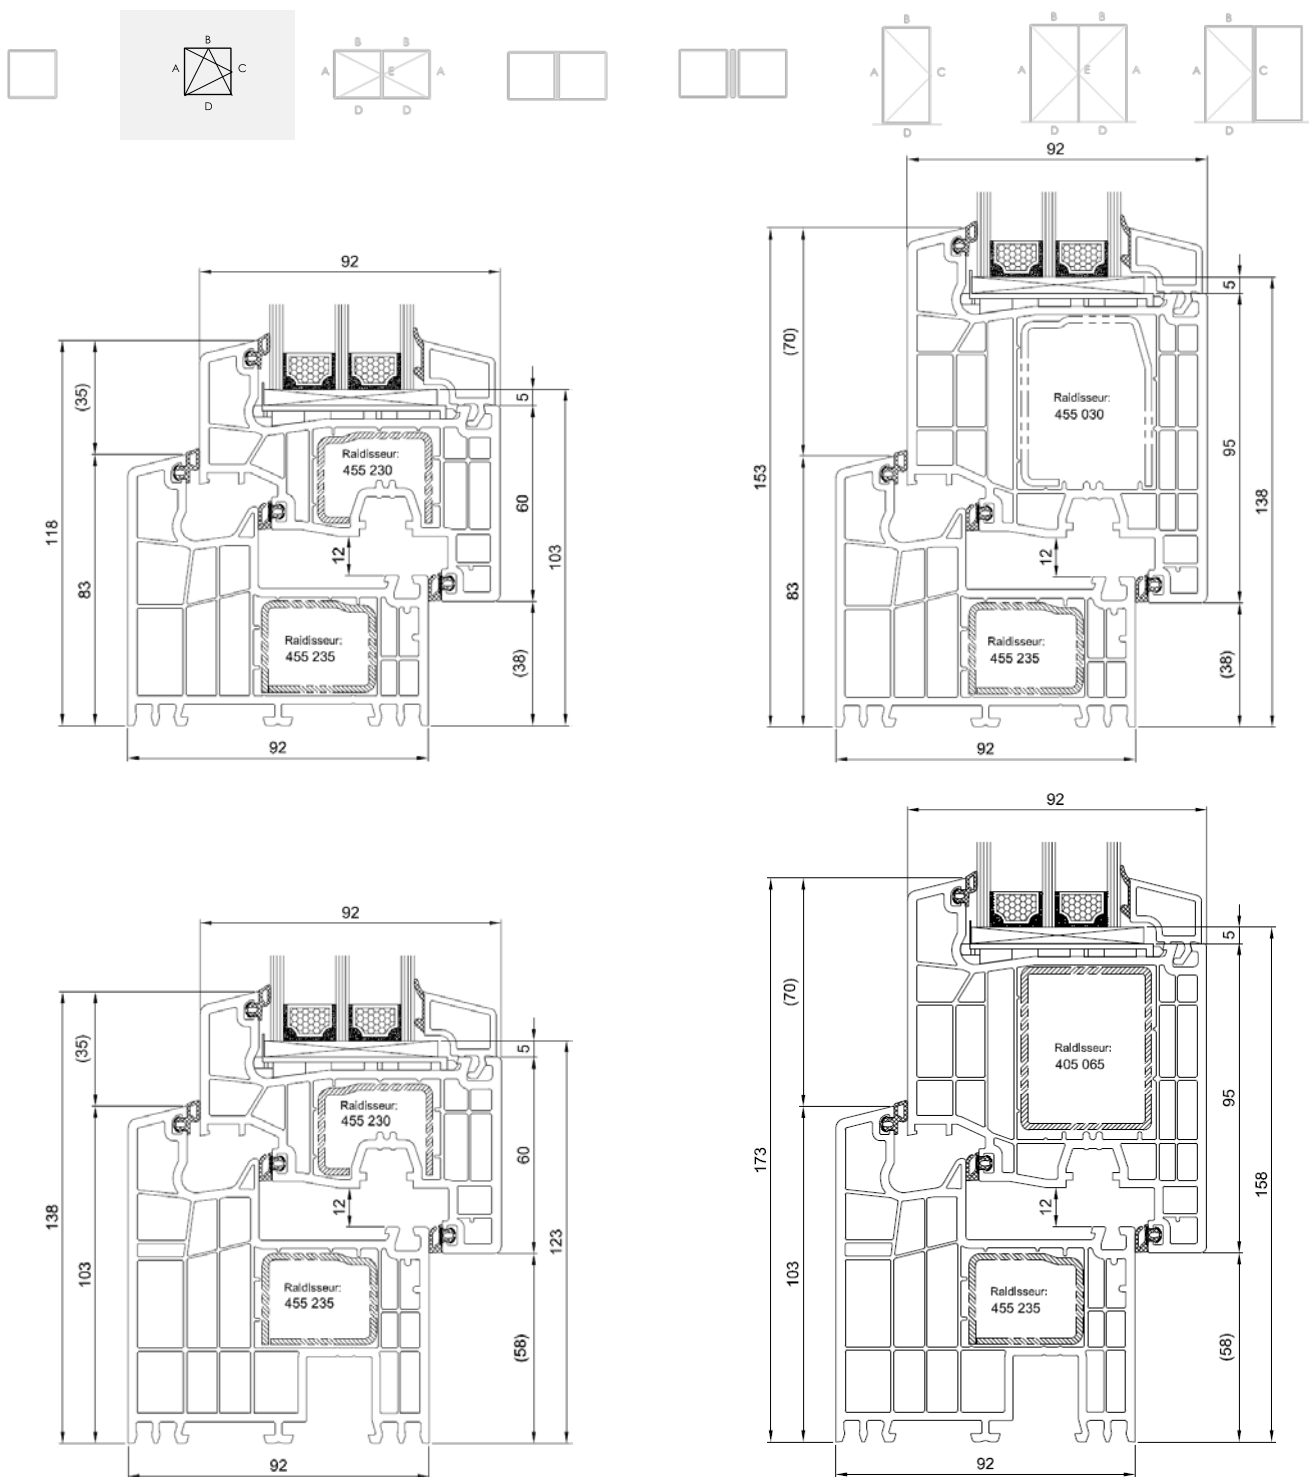 B
A
C
D
B
B
A
E
A
D
D
B
A
C
D
B
B
A
E
A
D
D
B
A
C
D
92
118
(35)
83
Raidisseur:
455 230
12
Raidisseur:
455 235
5
60
103
(38)
92
92
153
(70)
83
Raidisseur:
455 030
12
Raidisseur:
455 235
5
95
138
(38)
92
92
138
(35)
103
Raidisseur:
455 230
12
Raidisseur:
455 235
5
60
123
(58)
92
92
173
(70)
103
Raidisseur:
405 065
12
Raidisseur:
455 235
5
95
158
(58)
92